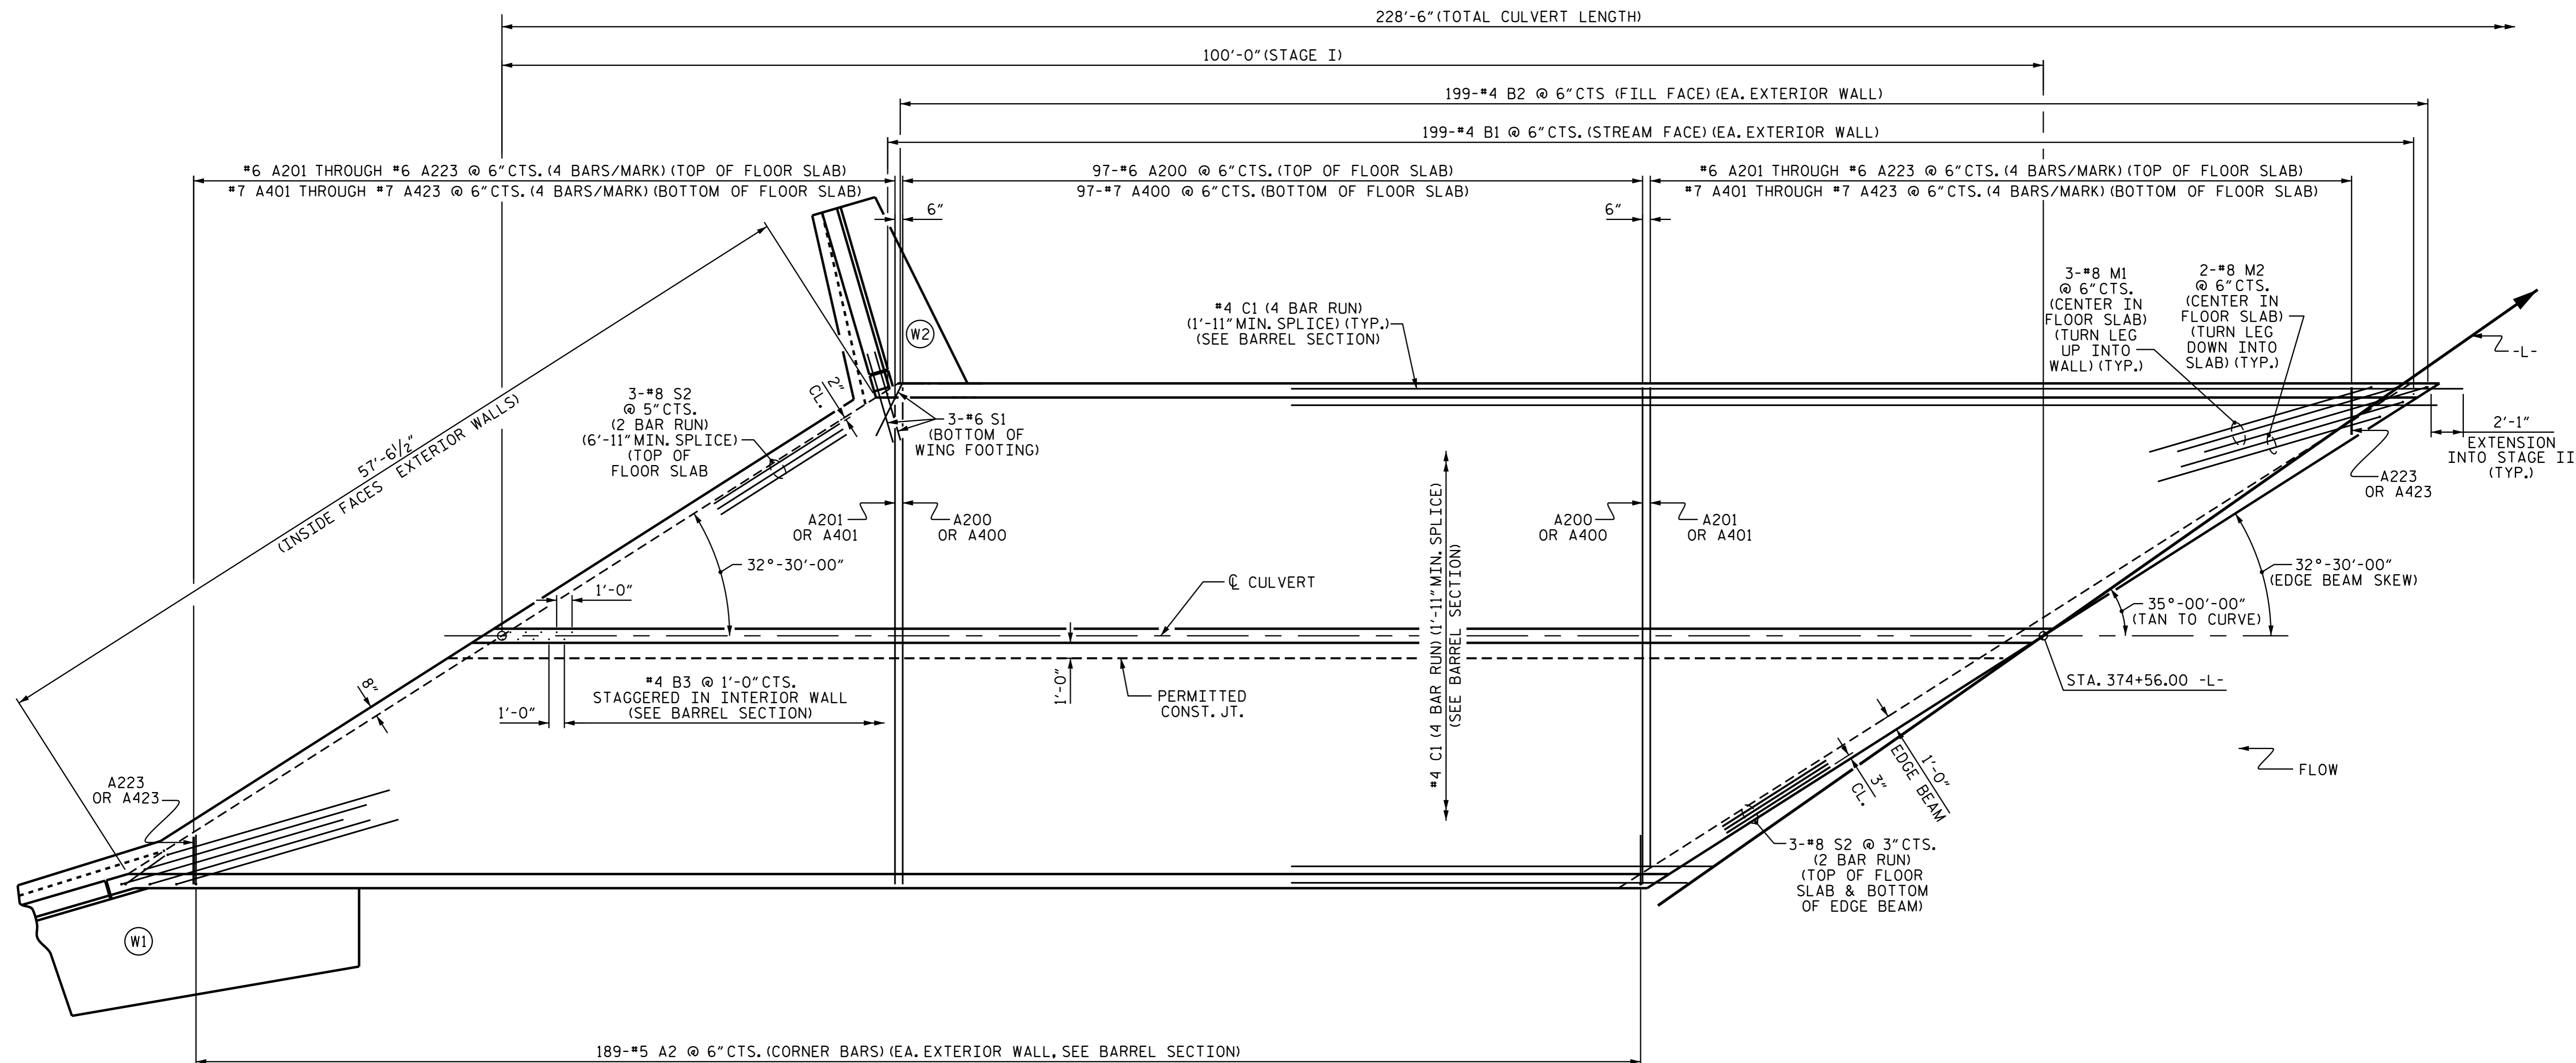 228'-6" (TOTAL CULVERT LENGTH)
100'-0" (STAGE I)
199-#4 B2 @ 6" CTS (FILL FACE) (EA. EXTERIOR WALL)
199-#4 B1 @ 6" CTS. (STREAM FACE) (EA. EXTERIOR WALL)
#6 A201 THROUGH #6 A223 @ 6" CTS. (4 BARS/MARK) (TOP OF FLOOR SLAB)
#7 A401 THROUGH #7 A423 @ 6" CTS. (4 BARS/MARK) (BOTTOM OF FLOOR SLAB)
97-#6 A200 @ 6" CTS. (TOP OF FLOOR SLAB)
97-#7 A400 @ 6" CTS. (BOTTOM OF FLOOR SLAB)
#6 A201 THROUGH #6 A223 @ 6" CTS. (4 BARS/MARK) (TOP OF FLOOR SLAB)
#7 A401 THROUGH #7 A423 @ 6" CTS. (4 BARS/MARK) (BOTTOM OF FLOOR SLAB)
6"
6"
W2
#4 C1 (4 BAR RUN)
(1'-11" MIN. SPLICE) (TYP.)
(SEE BARREL SECTION)
3-#8 M1
@ 6" CTS.
(CENTER IN
FLOOR SLAB)
(TURN LEG
UP INTO
WALL) (TYP.)
2-#8 M2
@ 6" CTS.
(CENTER IN
FLOOR SLAB)
(TURN LEG
DOWN INTO
SLAB) (TYP.)
-L-
57'-6 1/2"
(INSIDE FACES EXTERIOR WALLS)
3-#8 S2
@ 5" CTS.
(2 BAR RUN)
(6'-11" MIN. SPLICE)
(TOP OF
FLOOR SLAB
2"
CL.
3-#6 S1
(BOTTOM OF
WING FOOTING)
2'-1"
EXTENSION
INTO STAGE II
(TYP.)
A223
OR A423
A201
OR A401
A200
OR A400
A200
OR A400
A201
OR A401
#4 C1 (4 BAR RUN) (1'-11" MIN. SPLICE)
(SEE BARREL SECTION)
32°-30'-00"
1'-0"
℄ CULVERT
32°-30'-00"
(EDGE BEAM SKEW)
35°-00'-00"
(TAN TO CURVE)
8"
#4 B3 @ 1'-0" CTS.
STAGGERED IN INTERIOR WALL
(SEE BARREL SECTION)
1'-0"
1'-0"
PERMITTED
CONST. JT.
STA. 374+56.00 -L-
A223
OR A423
1'-0"
EDGE BEAM
3"
CL.
FLOW
3-#8 S2 @ 3" CTS.
(2 BAR RUN)
(TOP OF FLOOR
SLAB & BOTTOM
OF EDGE BEAM)
W1
189-#5 A2 @ 6" CTS. (CORNER BARS) (EA. EXTERIOR WALL, SEE BARREL SECTION)